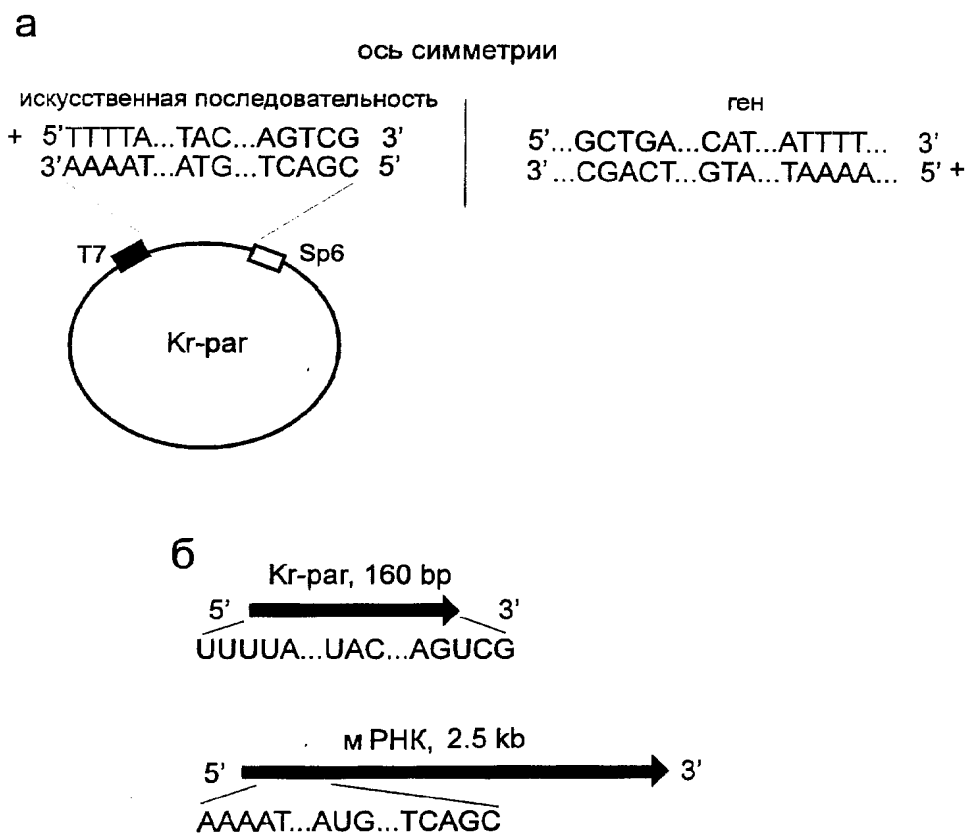 а
ось симметрии
искусственная последовательность
ген
+ 5'TTTTA...TAC...AGTCG 3'
3'AAAAT...ATG...TCAGC 5'
5'...GCTGA...CAT...ATTTT... 3'
3'...CGACT...GTA...TAAAA... 5' +
T7
Sp6
Kr-par
б
Kr-par, 160 bp
5' 3'
UUUUA...UAC...AGUCG
мРНК, 2.5 kb
5' 3'
AAAAT...AUG...TCAGC